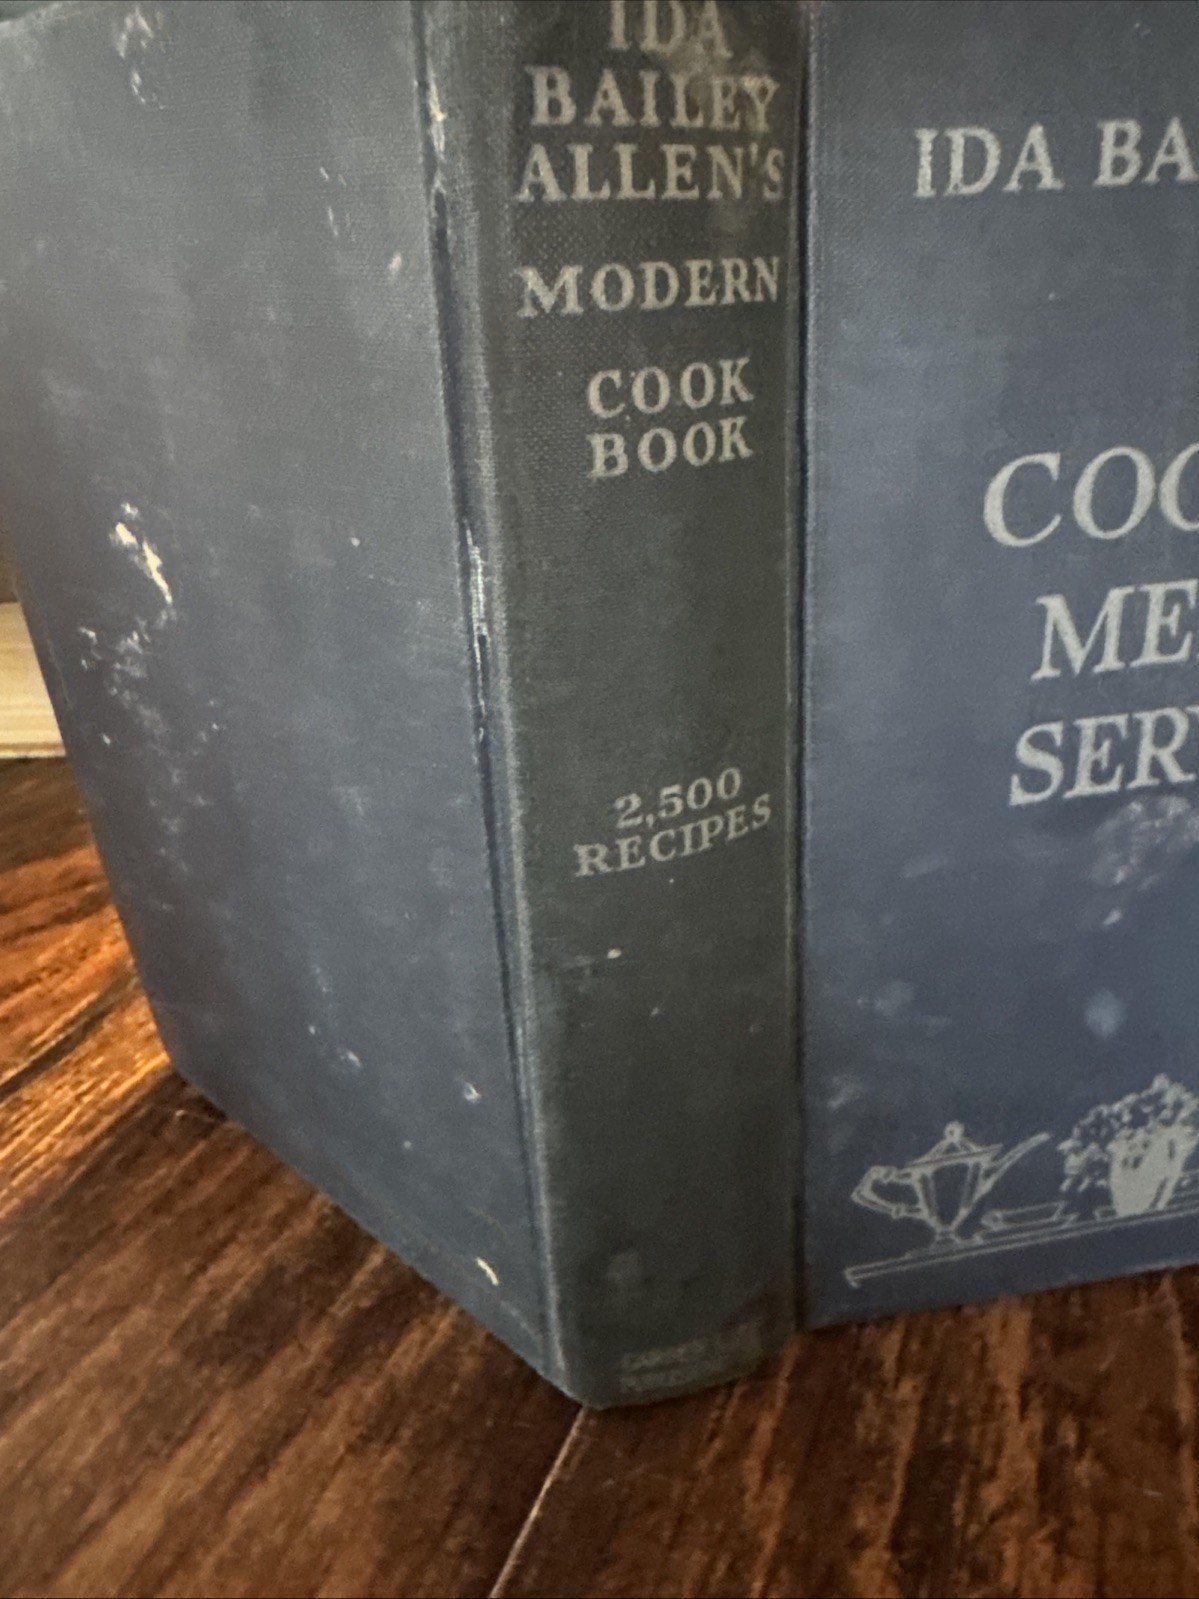 IDA
BAILEY
ALLEN'S
MODERN
COOK
BOOK
2,500
RECIPES
IDA BA
COO
ME
SER